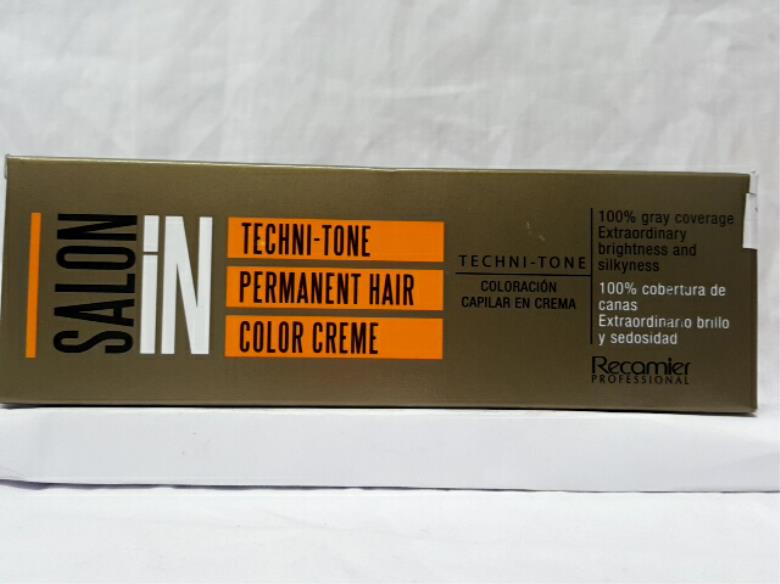 SALON
iN
TECHNI-TONE
PERMANENT HAIR
COLOR CREME
TECHNI-TONE
COLORACIÓN
CAPILAR EN CREMA
100% gray coverage
Extraordinary
brightness and
silkyness
100% cobertura de
canas
Extraordinario brillo
y sedosidad
Recamier
PROFESSIONAL